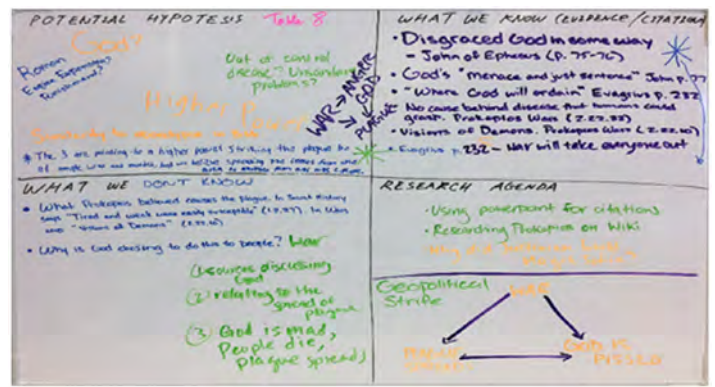 POTENTIAL HYPOTESIS Table 8
God?
Roman
Empire Expansion?
Punishment?
Out of control
disease? Unsanitary
problems?
Higher Power
WAR → ANGERS
GOD
PLAGUE
* The 3 are pointing to a higher power striking the plague
WHAT WE KNOW (EVIDENCE/CITATION)
• Disgraced God in some way
- John of Ephesus (p. 75-76)
• God's "menace and just sentence" John p. 77
• "Where God will ordain" Evagrius p. 232
No cause behind disease that humans could
grasp. Prokopios Wars (2.22.22)
• Visions of Demons. Prokopios Wars (2.22.10)
• Evagrius p. 232 - War will take everyone out
WHAT WE DON'T KNOW
• What Prokopios believed causes the plague. In Secret History
says "Tired and weak were easily susceptible" In Wars
"visions of Demons" (2.22.10)
• Why is God chosing to do this to people? War
(1) sources discussing
God
(2) relating to the
spread of
plague
(3) God is mad,
People die,
plague spreads
RESEARCH AGENDA
• Using powerpoint for citations
• Researching Prokopios on Wiki
Geopolitical
Strife
WAR
GOD IS
PISSED